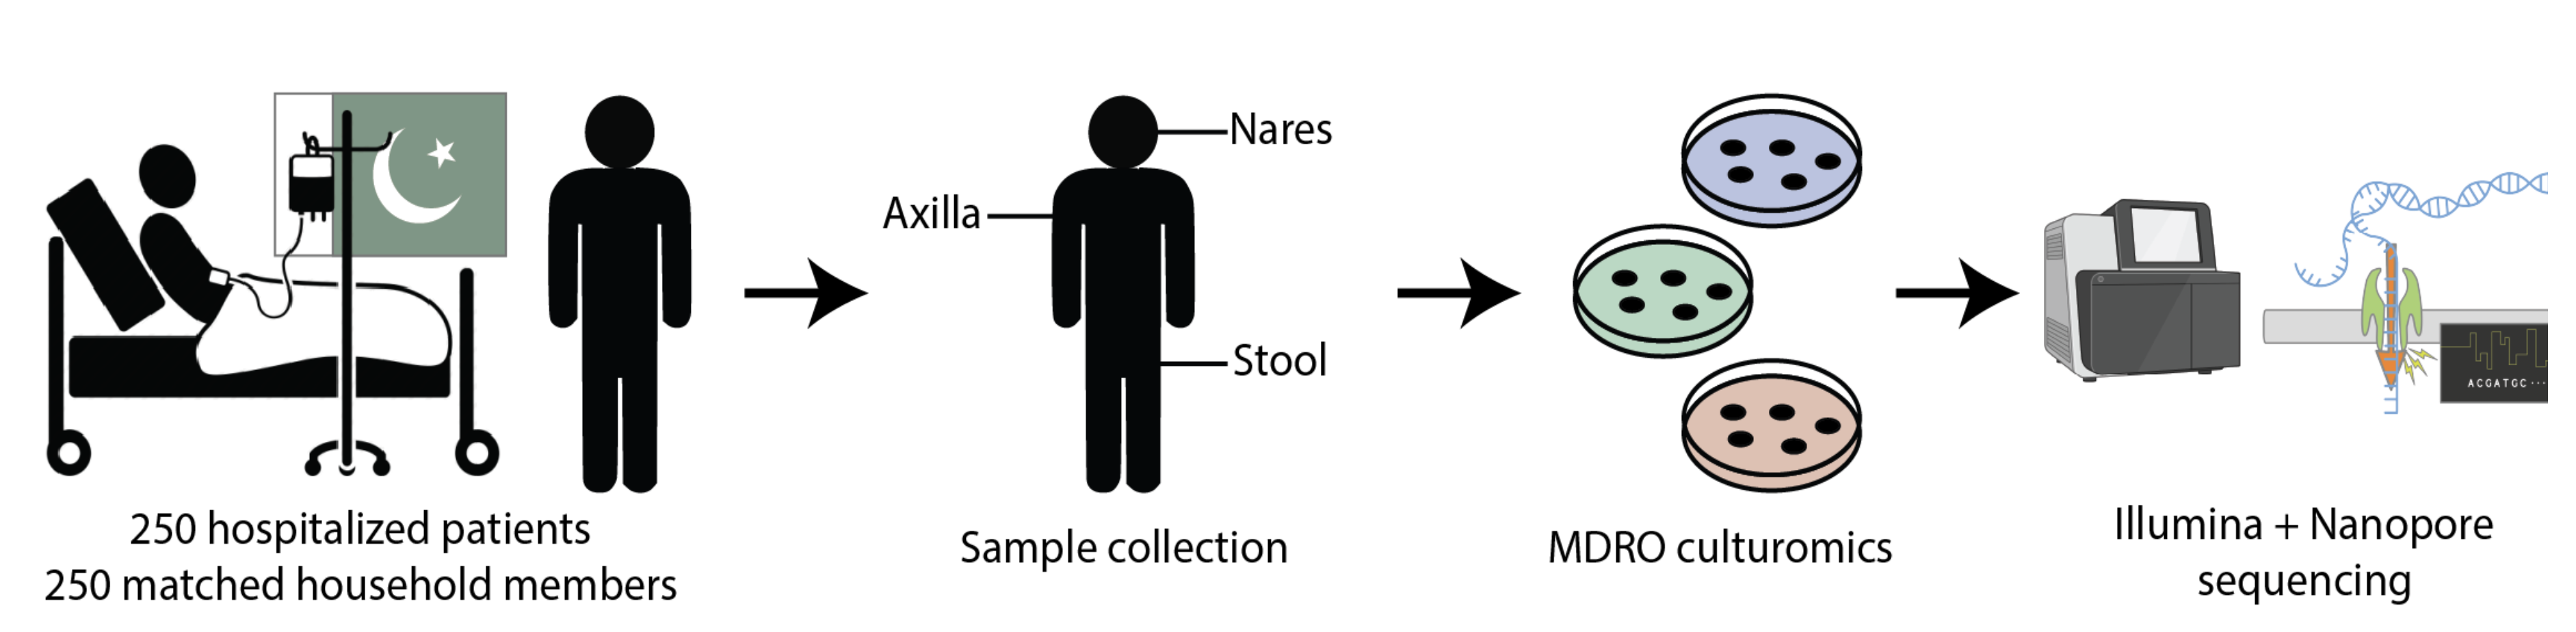 250 hospitalized patients
250 matched household members
Nares
Axilla
Stool
Sample collection
MDRO culturomics
ACGATGC···
Illumina + Nanopore
sequencing